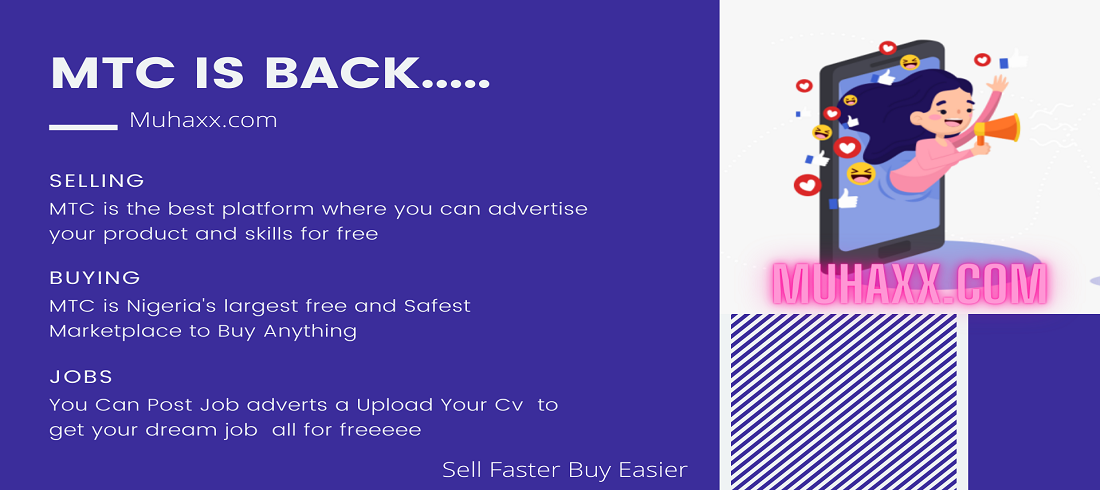 MTC IS BACK.....
Muhaxx.com
SELLING
MTC is the best platform where you can advertise
your product and skills for free
BUYING
MTC is Nigeria's largest free and Safest
Marketplace to Buy Anything
JOBS
You Can Post Job adverts a Upload Your Cv  to
get your dream job  all for freeeee
Sell Faster Buy Easier
MUHAXX.COM